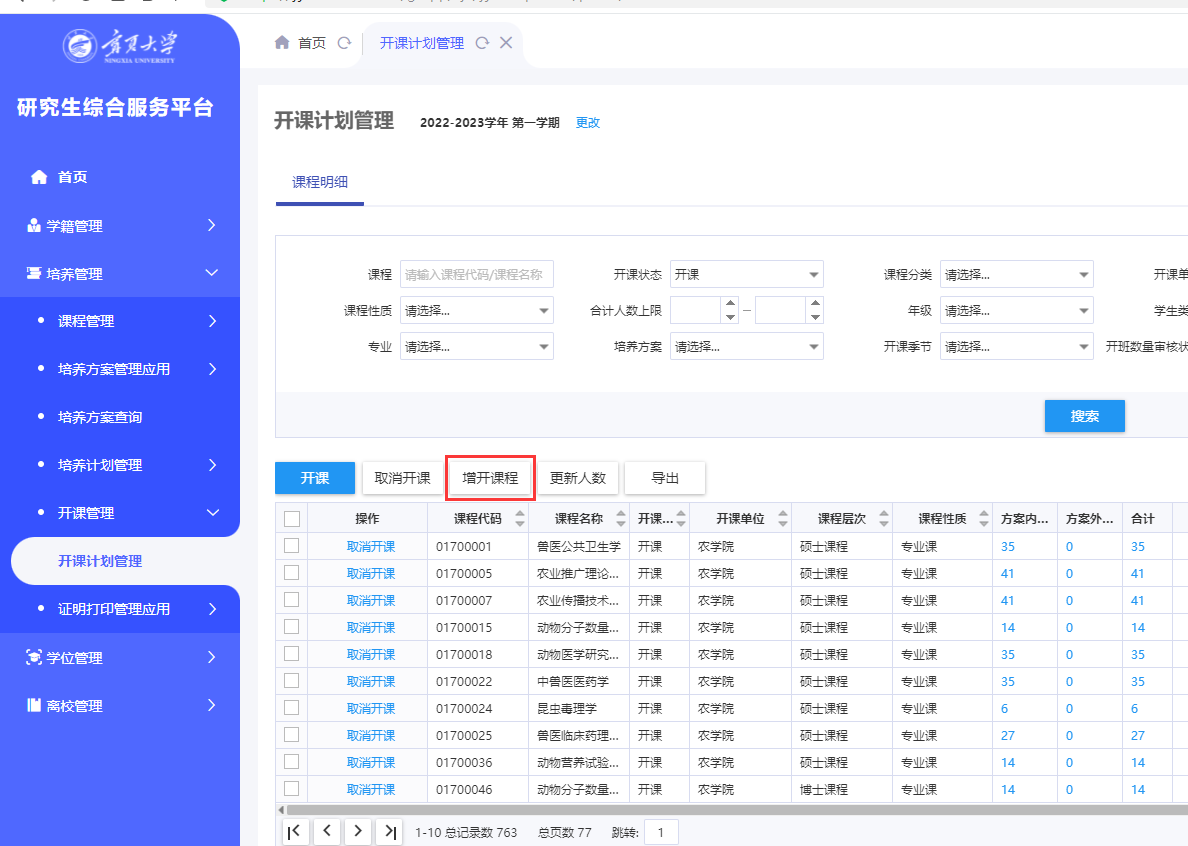 宁夏大学
NINGXIA UNIVERSITY
研究生综合服务平台
首页
学籍管理
培养管理
课程管理
培养方案管理应用
培养方案查询
培养计划管理
开课管理
开课计划管理
证明打印管理应用
学位管理
离校管理
首页 开课计划管理
开课计划管理 2022-2023学年 第一学期 更改
课程明细
课程 请输入课程代码/课程名称 开课状态 开课 课程分类 请选择... 开课单
课程性质 请选择... 合计人数上限 – 年级 请选择... 学生类
专业 请选择... 培养方案 请选择... 开课季节 请选择... 开班数量审核状
搜索
开课 取消开课 增开课程 更新人数 导出
操作 课程代码 课程名称 开课... 开课单位 课程层次 课程性质 方案内... 方案外... 合计
取消开课 01700001 兽医公共卫生学 开课 农学院 硕士课程 专业课 35 0 35
取消开课 01700005 农业推广理论... 开课 农学院 硕士课程 专业课 41 0 41
取消开课 01700007 农业传播技术... 开课 农学院 硕士课程 专业课 41 0 41
取消开课 01700015 动物分子数量... 开课 农学院 硕士课程 专业课 14 0 14
取消开课 01700018 动物医学研究... 开课 农学院 硕士课程 专业课 35 0 35
取消开课 01700022 中兽医医药学 开课 农学院 硕士课程 专业课 35 0 35
取消开课 01700024 昆虫毒理学 开课 农学院 硕士课程 专业课 6 0 6
取消开课 01700025 兽医临床药理... 开课 农学院 硕士课程 专业课 27 0 27
取消开课 01700036 动物营养试验... 开课 农学院 硕士课程 专业课 14 0 14
取消开课 01700046 动物分子数量... 开课 农学院 博士课程 专业课 14 0 14
1-10 总记录数 763 总页数 77 跳转: 1